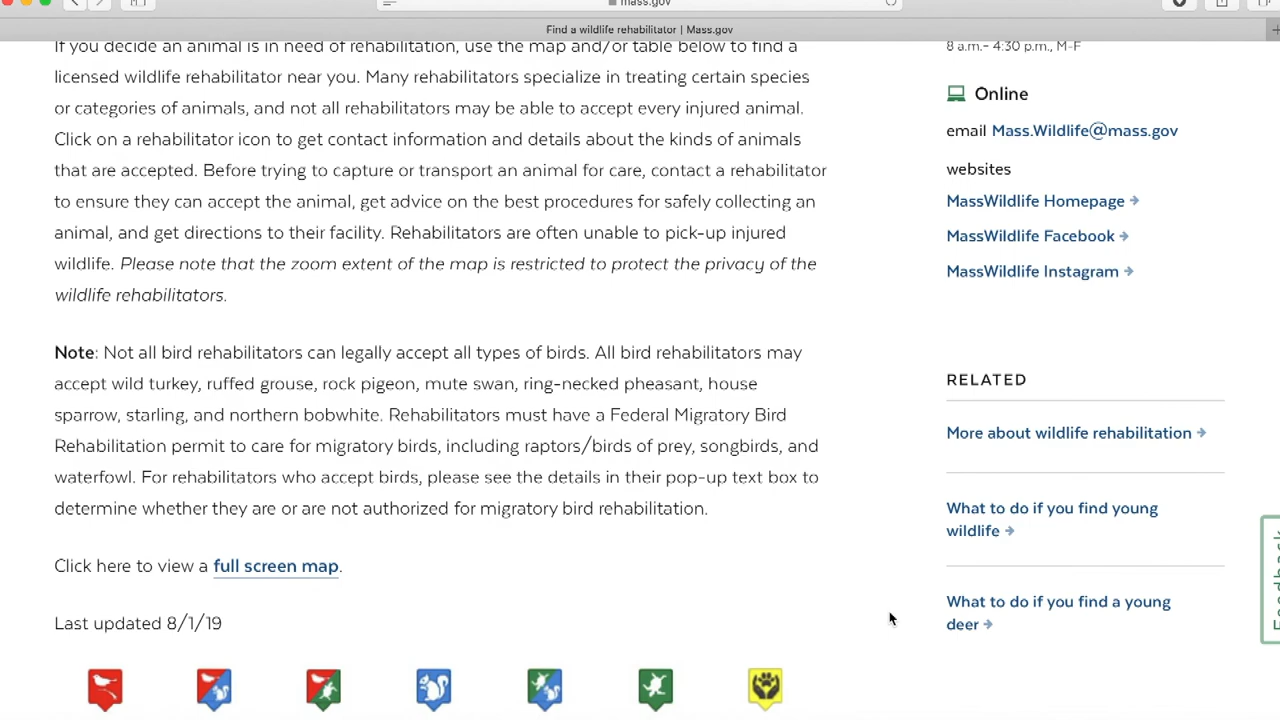 mass.gov
Find a wildlife rehabilitator | Mass.gov
If you decide an animal is in need of rehabilitation, use the map and/or table below to find a
licensed wildlife rehabilitator near you. Many rehabilitators specialize in treating certain species
or categories of animals, and not all rehabilitators may be able to accept every injured animal.
Click on a rehabilitator icon to get contact information and details about the kinds of animals
that are accepted. Before trying to capture or transport an animal for care, contact a rehabilitator
to ensure they can accept the animal, get advice on the best procedures for safely collecting an
animal, and get directions to their facility. Rehabilitators are often unable to pick-up injured
wildlife. Please note that the zoom extent of the map is restricted to protect the privacy of the
wildlife rehabilitators.
Note: Not all bird rehabilitators can legally accept all types of birds. All bird rehabilitators may
accept wild turkey, ruffed grouse, rock pigeon, mute swan, ring-necked pheasant, house
sparrow, starling, and northern bobwhite. Rehabilitators must have a Federal Migratory Bird
Rehabilitation permit to care for migratory birds, including raptors/birds of prey, songbirds, and
waterfowl. For rehabilitators who accept birds, please see the details in their pop-up text box to
determine whether they are or are not authorized for migratory bird rehabilitation.
Click here to view a full screen map.
Last updated 8/1/19
8 a.m.- 4:30 p.m., M-F
Online
email Mass.Wildlife@mass.gov
websites
MassWildlife Homepage
MassWildlife Facebook
MassWildlife Instagram
RELATED
More about wildlife rehabilitation
What to do if you find young
wildlife
What to do if you find a young
deer
Feedback